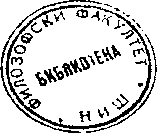 ФИЛОЗОФСКИ ФАКУЛТЕТ
БИБЛИОТЕКА
НИШ